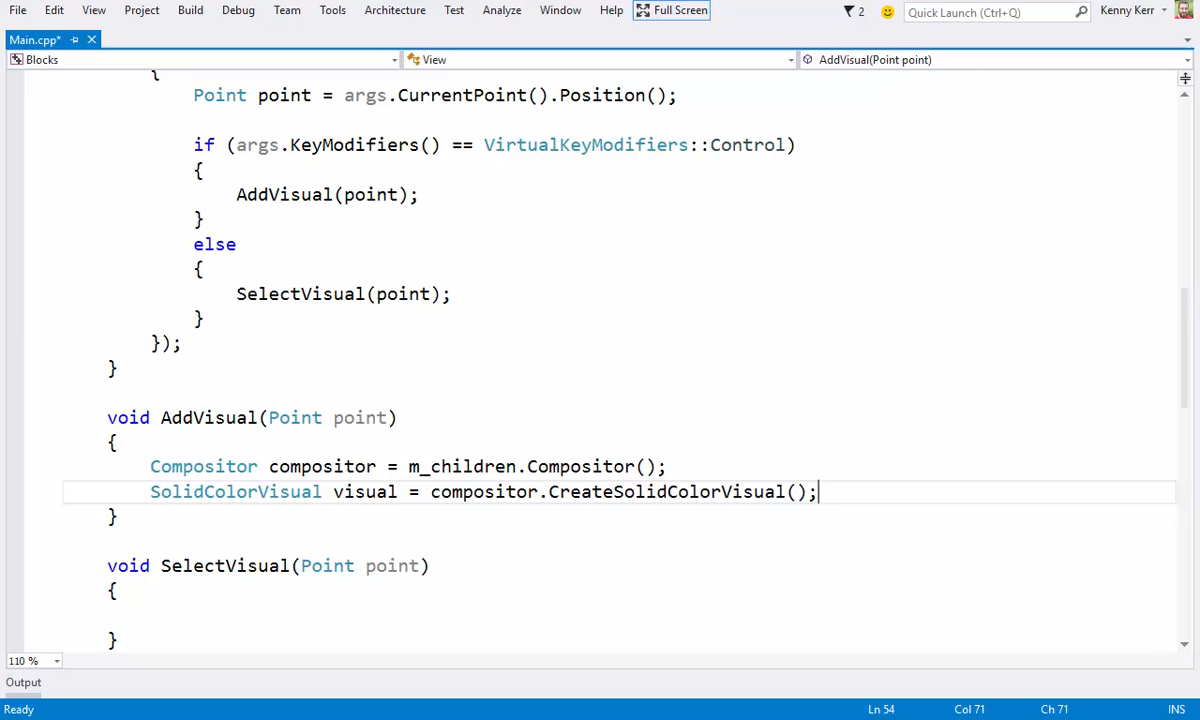 File Edit View Project Build Debug Team Tools Architecture Test Analyze Window Help Full Screen 2 Quick Launch (Ctrl+Q) Kenny Kerr
Main.cpp*
Blocks View AddVisual(Point point)
{
Point point = args.CurrentPoint().Position();
if (args.KeyModifiers() == VirtualKeyModifiers::Control)
{
AddVisual(point);
}
else
{
SelectVisual(point);
}
});
}
void AddVisual(Point point)
{
Compositor compositor = m_children.Compositor();
SolidColorVisual visual = compositor.CreateSolidColorVisual();
}
void SelectVisual(Point point)
{
}
110 %
Output
Ready Ln 54 Col 71 Ch 71 INS